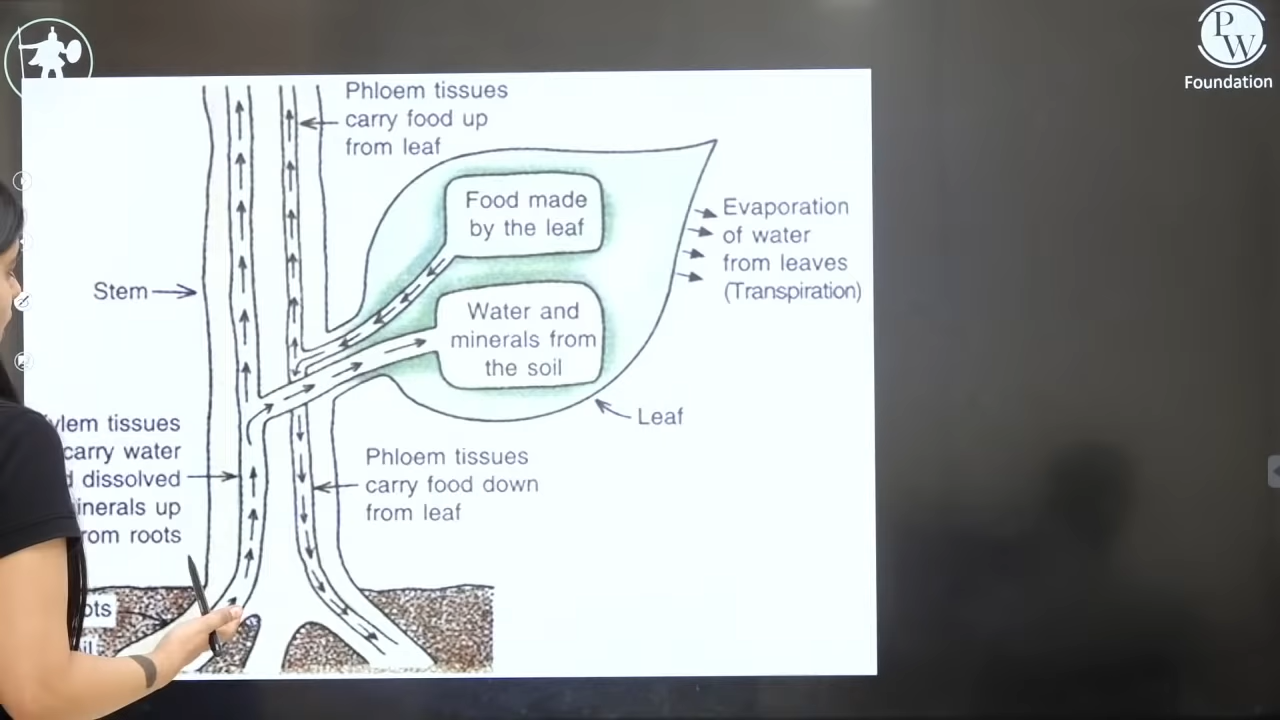 P
W
Foundation
Phloem tissues
carry food up
from leaf
Food made
by the leaf
Evaporation
of water
from leaves
(Transpiration)
Stem
Water and
minerals from
the soil
Leaf
ylem tissues
carry water
d dissolved
inerals up
rom roots
Phloem tissues
carry food down
from leaf
ots
il